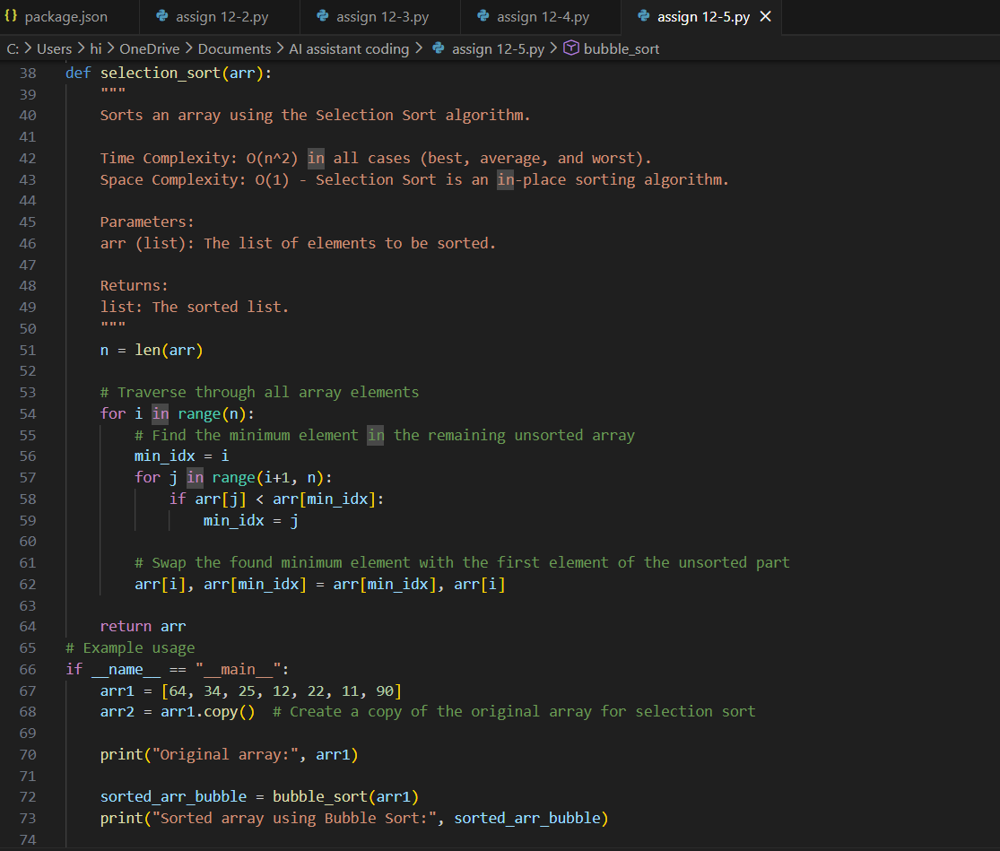 {} package.json assign 12-2.py assign 12-3.py assign 12-4.py assign 12-5.py ×
C: > Users > hi > OneDrive > Documents > AI assistant coding > assign 12-5.py > bubble_sort
38 def selection_sort(arr):
39     """
40     Sorts an array using the Selection Sort algorithm.
41
42     Time Complexity: O(n^2) in all cases (best, average, and worst).
43     Space Complexity: O(1) - Selection Sort is an in-place sorting algorithm.
44
45     Parameters:
46     arr (list): The list of elements to be sorted.
47
48     Returns:
49     list: The sorted list.
50     """
51     n = len(arr)
52
53     # Traverse through all array elements
54     for i in range(n):
55         # Find the minimum element in the remaining unsorted array
56         min_idx = i
57         for j in range(i+1, n):
58             if arr[j] < arr[min_idx]:
59                 min_idx = j
60
61         # Swap the found minimum element with the first element of the unsorted part
62         arr[i], arr[min_idx] = arr[min_idx], arr[i]
63
64     return arr
65 # Example usage
66 if __name__ == "__main__":
67     arr1 = [64, 34, 25, 12, 22, 11, 90]
68     arr2 = arr1.copy()  # Create a copy of the original array for selection sort
69
70     print("Original array:", arr1)
71
72     sorted_arr_bubble = bubble_sort(arr1)
73     print("Sorted array using Bubble Sort:", sorted_arr_bubble)
74